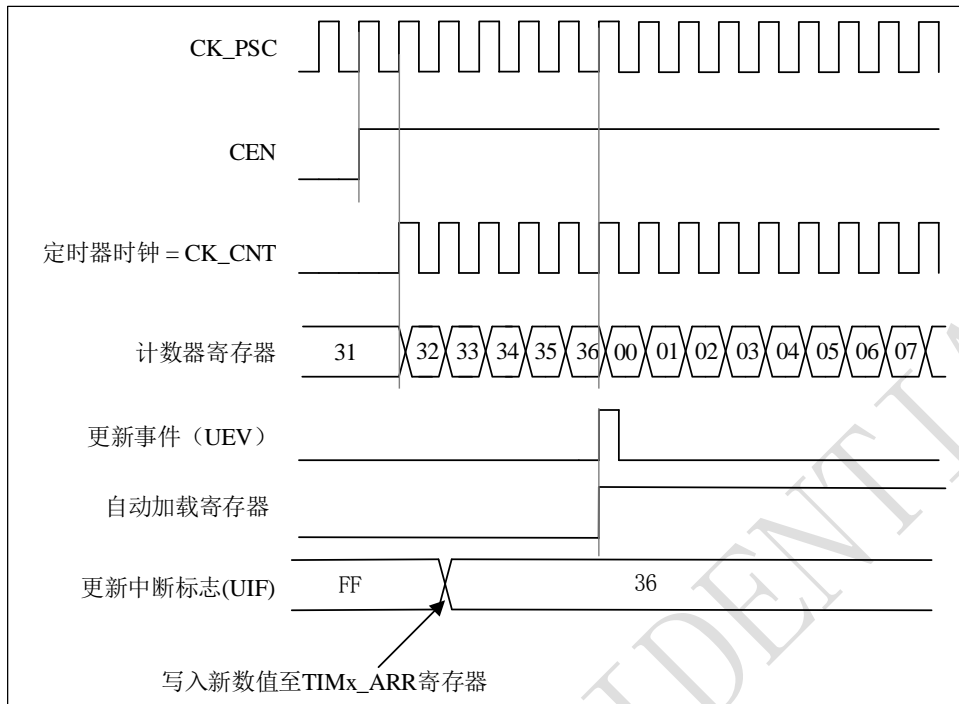 CK_PSC
CEN
定时器时钟 = CK_CNT
计数器寄存器 31 32 33 34 35 36 00 01 02 03 04 05 06 07
更新事件（UEV）
自动加载寄存器
更新中断标志(UIF) FF 36
写入新数值至TIMx_ARR寄存器
IDENTIA